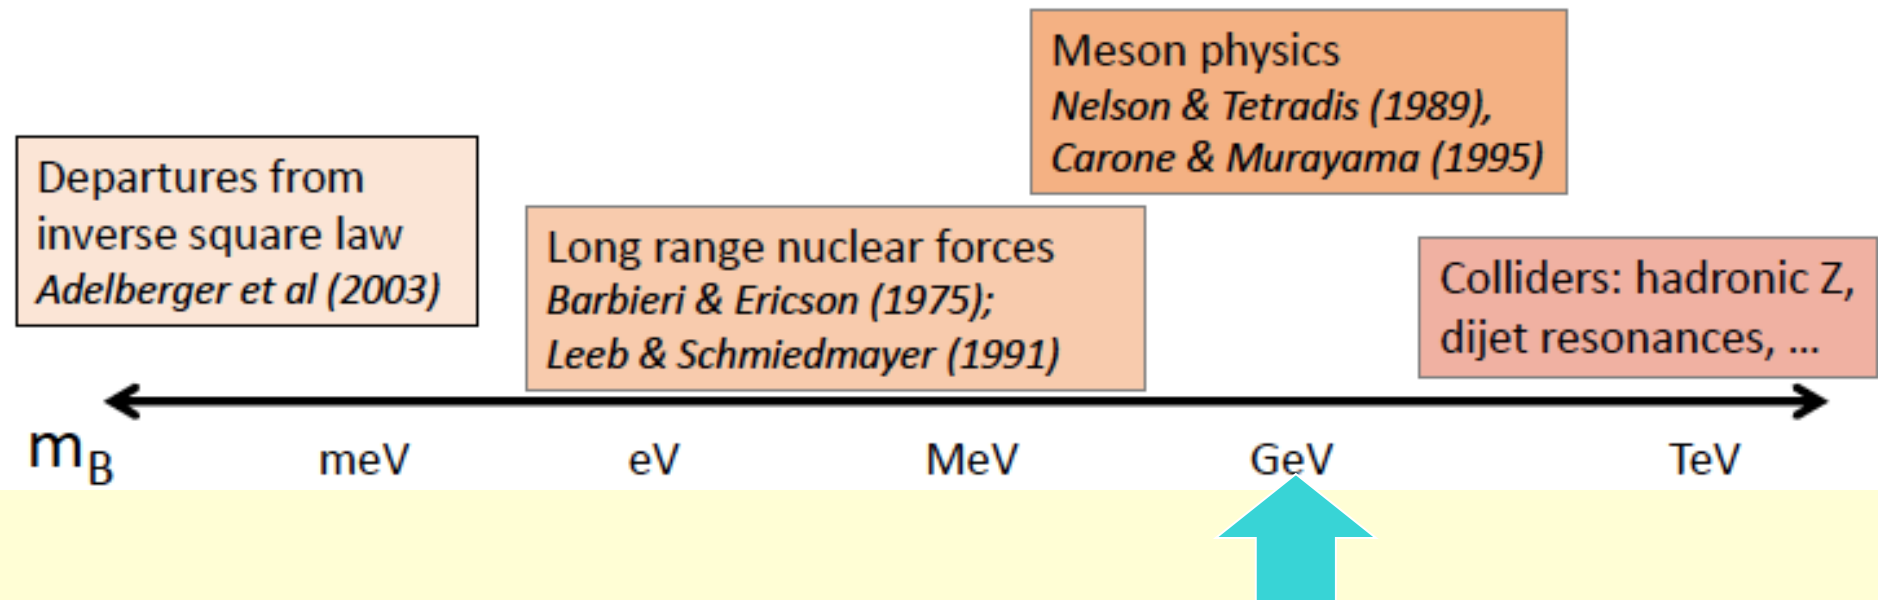 Meson physics
Nelson & Tetradis (1989),
Carone & Murayama (1995)
Departures from
inverse square law
Adelberger et al (2003)
Long range nuclear forces
Barbieri & Ericson (1975);
Leeb & Schmiedmayer (1991)
Colliders: hadronic Z,
dijet resonances, ...
mB meV eV MeV GeV TeV